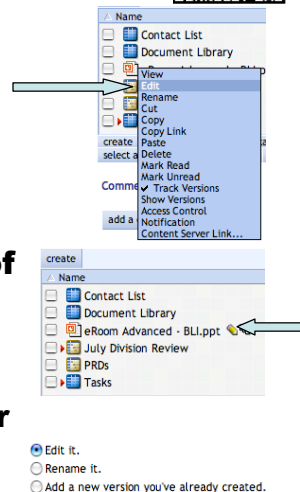 Name
Contact List
Document Library
View
Edit
Rename
Cut
Copy
Copy Link
Paste
Delete
Mark Read
Mark Unread
✔ Track Versions
Show Versions
Access Control
Notification
Content Server Link...
create
select a
Comme
add a
of
create
Name
Contact List
Document Library
eRoom Advanced - BLI.ppt
July Division Review
PRDs
Tasks
r
Edit it.
Rename it.
Add a new version you've already created.